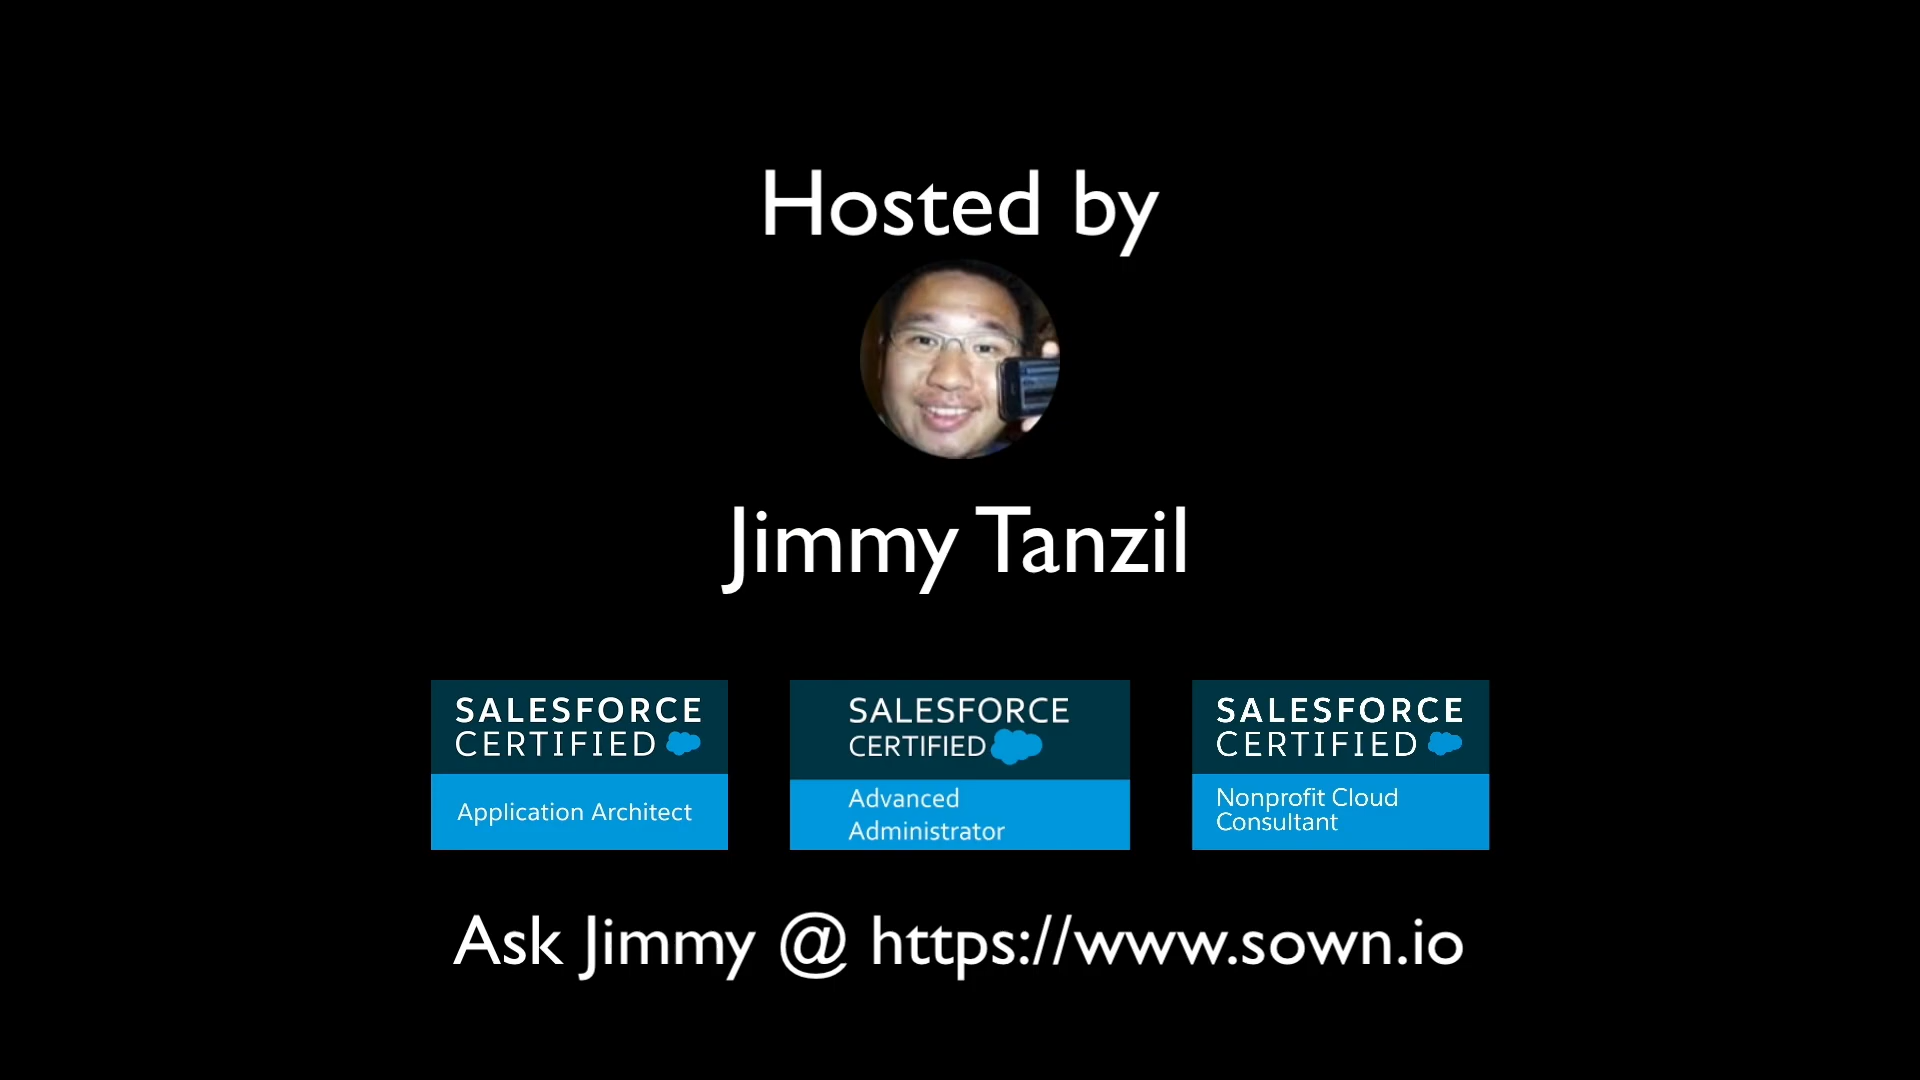 Hosted by
Jimmy Tanzil
SALESFORCE
CERTIFIED
Application Architect
SALESFORCE
CERTIFIED
Advanced
Administrator
SALESFORCE
CERTIFIED
Nonprofit Cloud
Consultant
Ask Jimmy @ https://www.sown.io